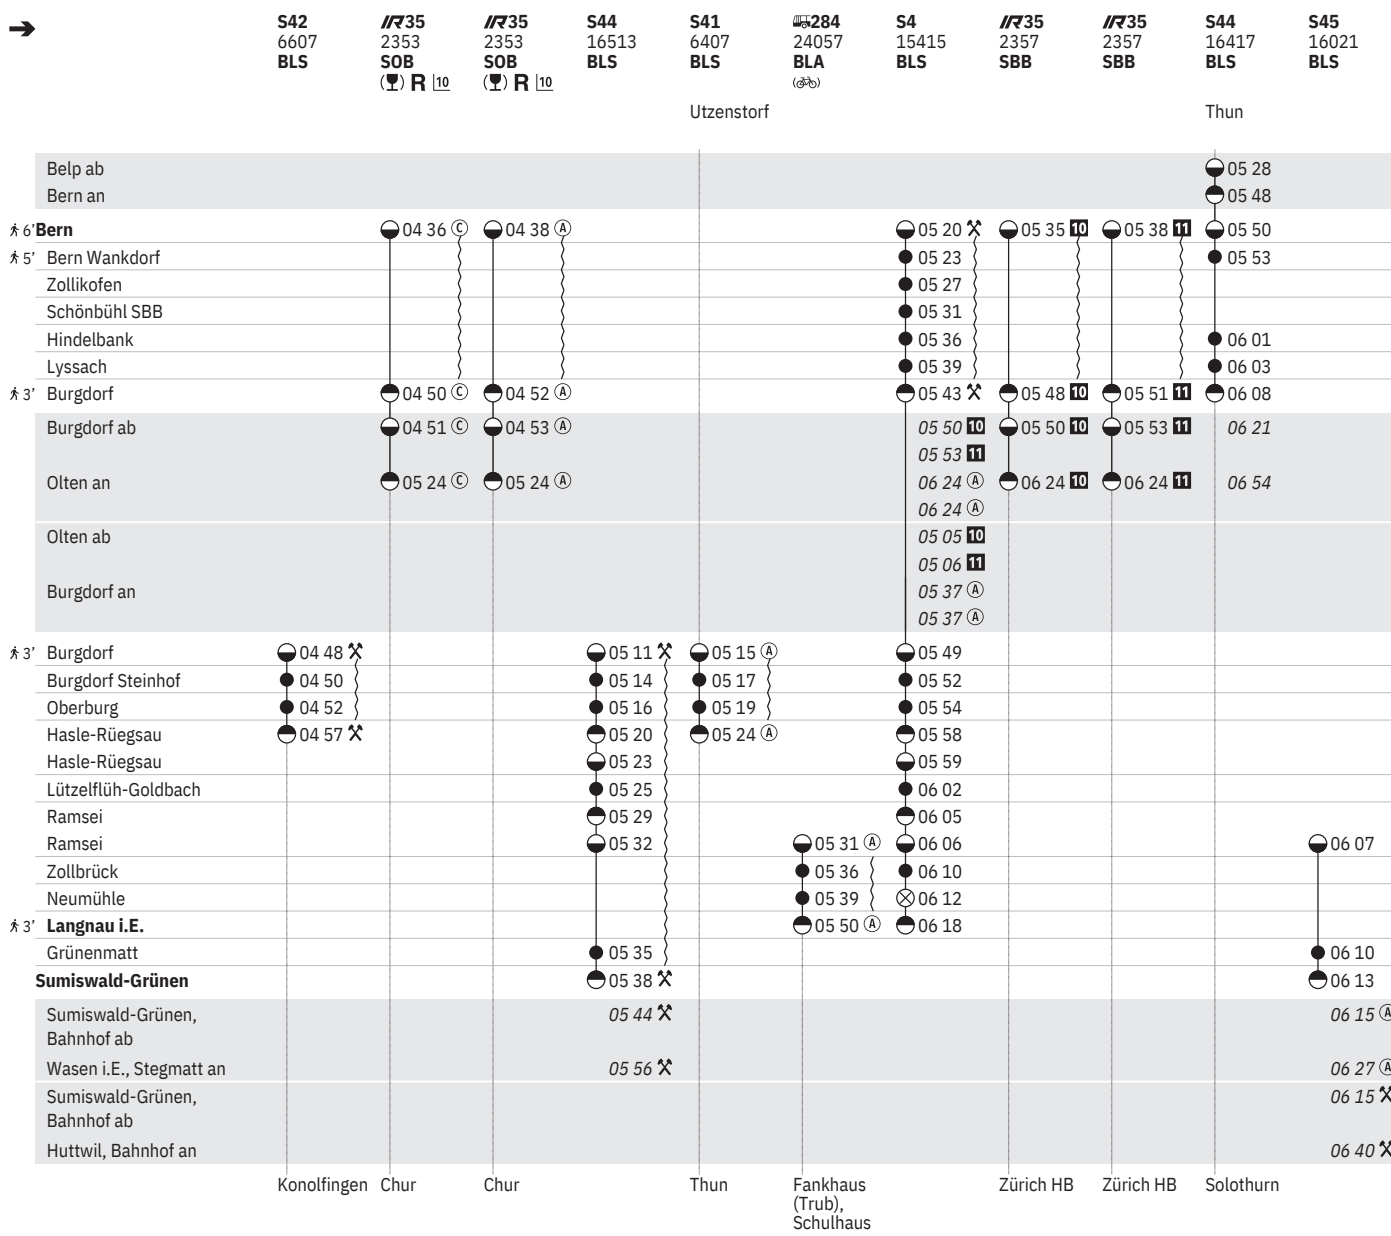 S42 IR35 IR35 S44 S41 284 S4 IR35 IR35 S44 S45
6607 2353 2353 16513 6407 24057 15415 2357 2357 16417 16021
BLS SOB SOB BLS BLS BLA BLS SBB SBB BLS BLS
R 10 R 10
Utzenstorf Thun
Belp ab 05 28
Bern an 05 48
6' Bern 04 36 C 04 38 A 05 20 05 35 10 05 38 11 05 50
5' Bern Wankdorf 05 23 05 53
Zollikofen 05 27
Schönbühl SBB 05 31
Hindelbank 05 36 06 01
Lyssach 05 39 06 03
3' Burgdorf 04 50 C 04 52 A 05 43 05 48 10 05 51 11 06 08
Burgdorf ab 04 51 C 04 53 A 05 50 10 05 50 10 05 53 11 06 21
05 53 11
Olten an 05 24 C 05 24 A 06 24 A 06 24 10 06 24 11 06 54
06 24 A
Olten ab 05 05 10
05 06 11
Burgdorf an 05 37 A
05 37 A
3' Burgdorf 04 48 05 11 05 15 A 05 49
Burgdorf Steinhof 04 50 05 14 05 17 05 52
Oberburg 04 52 05 16 05 19 05 54
Hasle-Rüegsau 04 57 05 20 05 24 A 05 58
Hasle-Rüegsau 05 23 05 59
Lützelflüh-Goldbach 05 25 06 02
Ramsei 05 29 06 05
Ramsei 05 32 05 31 A 06 06 06 07
Zollbrück 05 36 06 10
Neumühle 05 39 06 12
3' Langnau i.E. 05 50 A 06 18
Grünenmatt 05 35 06 10
Sumiswald-Grünen 05 38 06 13
Sumiswald-Grünen, 05 44 06 15 A
Bahnhof ab
Wasen i.E., Stegmatt an 05 56 06 27 A
Sumiswald-Grünen, 06 15
Bahnhof ab
Huttwil, Bahnhof an 06 40
Konolfingen Chur Chur Thun Fankhaus Zürich HB Zürich HB Solothurn
(Trub),
Schulhaus